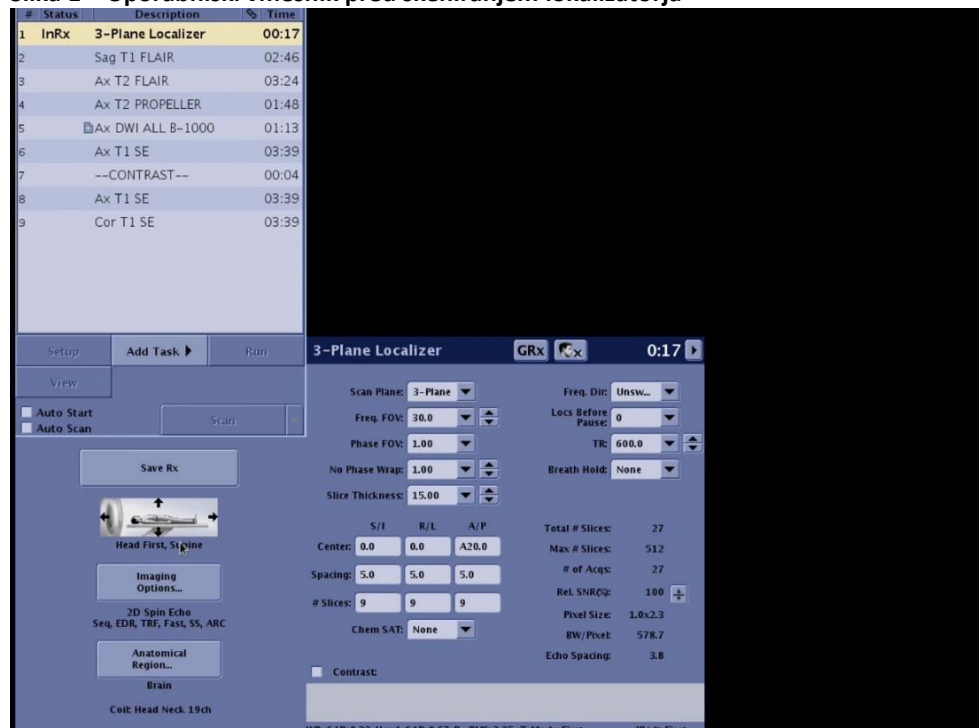 # Status Description Time
1 InRx 3-Plane Localizer 00:17
2 Sag T1 FLAIR 02:46
3 Ax T2 FLAIR 03:24
4 Ax T2 PROPELLER 01:48
5 Ax DWI ALL B-1000 01:13
6 Ax T1 SE 03:39
7 --CONTRAST-- 00:04
8 Ax T1 SE 03:39
9 Cor T1 SE 03:39
Setup Add Task Run
View
Auto Start
Auto Scan
Scan
Save Rx
Head First, Supine
Imaging
Options...
2D Spin Echo
Seq, EDR, TRF, Fast, SS, ARC
Anatomical
Region...
Brain
Coil: Head Neck 19ch
3-Plane Localizer GRx x 0:17
Scan Plane: 3-Plane Freq. Dir: Unsw...
Freq. FOV: 30.0 Locs Before Pause: 0
Phase FOV: 1.00 TR: 600.0
No Phase Wrap: 1.00 Breath Hold: None
Slice Thickness: 15.00
S/I R/L A/P Total # Slices: 27
Center: 0.0 0.0 A20.0 Max # Slices: 512
Spacing: 5.0 5.0 5.0 # of Acqs: 27
# Slices: 9 9 9 Rel. SNR(%): 100
Pixel Size: 1.0x2.3
Chem SAT: None BW/Pixel: 578.7
Echo Spacing: 3.8
Contrast: